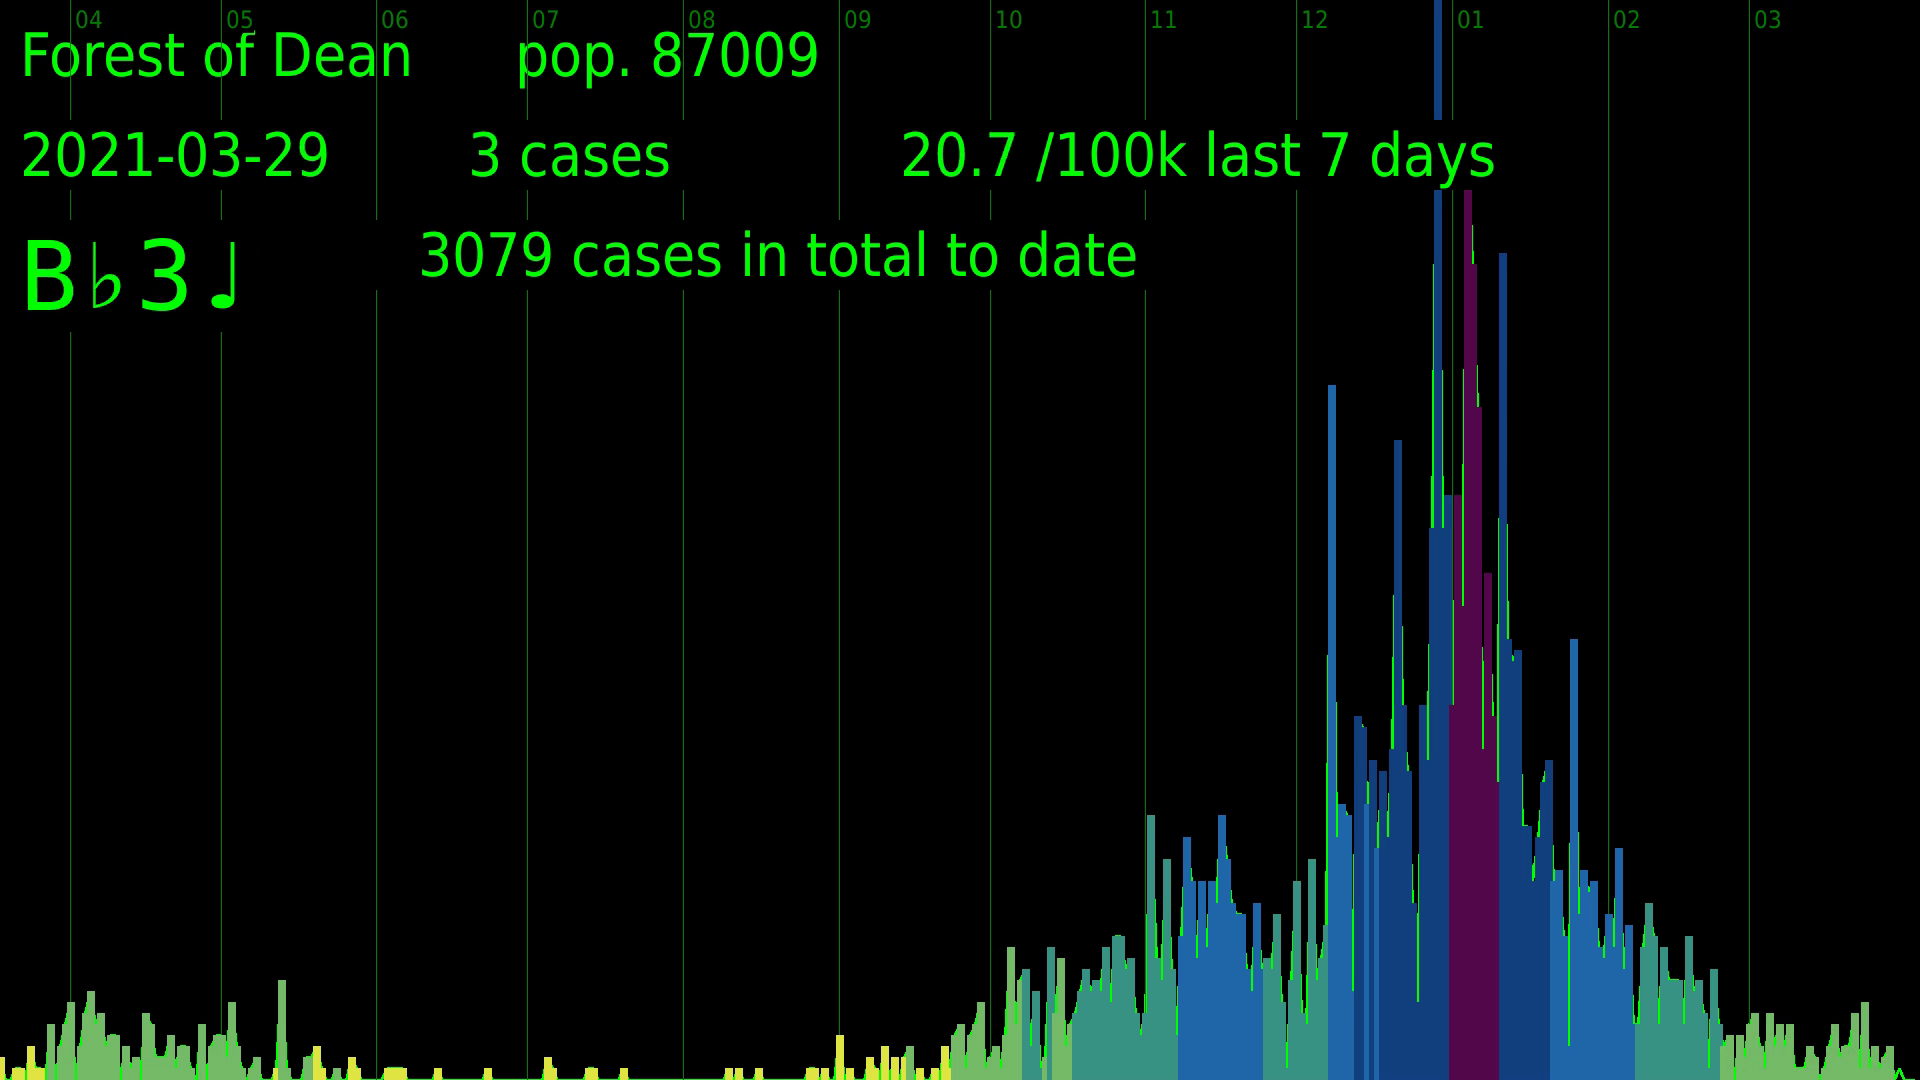 04 05 06 07 08 09 10 11 12 01 02 03
Forest of Dean pop. 87009
2021-03-29 3 cases 20.7 /100k last 7 days
B♭3♩ 3079 cases in total to date